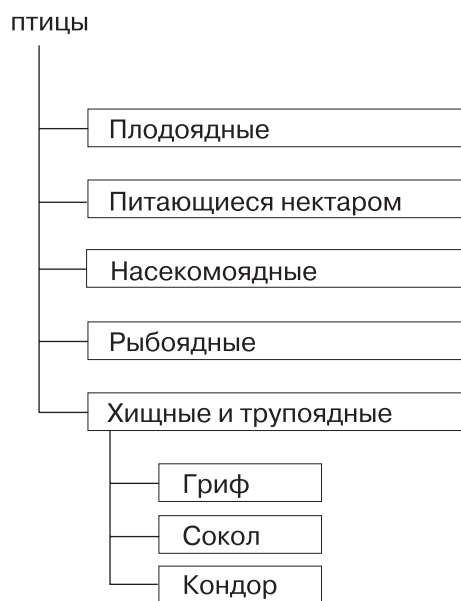 птицы
Плодоядные
Питающиеся нектаром
Насекомоядные
Рыбоядные
Хищные и трупоядные
Гриф
Сокол
Кондор